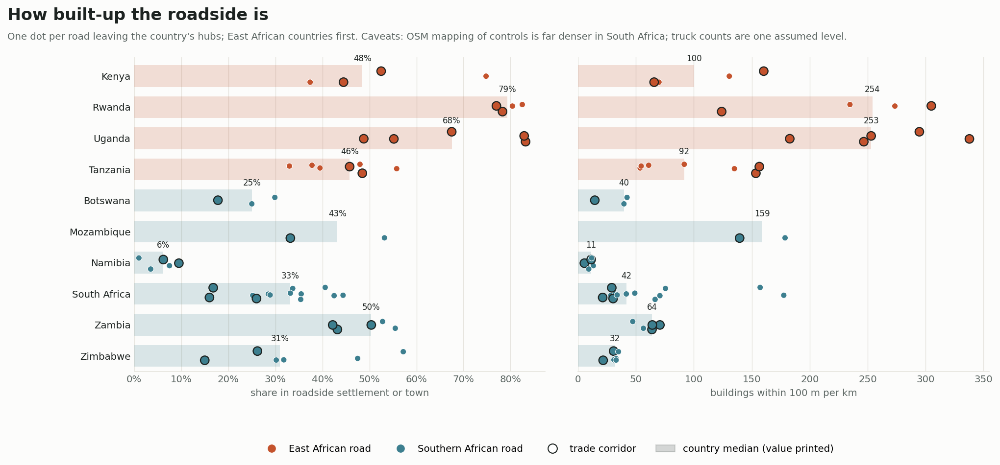 How built-up the roadside is
One dot per road leaving the country's hubs; East African countries first. Caveats: OSM mapping of controls is far denser in South Africa; truck counts are one assumed level.
48%
100
Kenya
79%
254
Rwanda
68%
253
Uganda
46%
92
Tanzania
25%
40
Botswana
43%
159
Mozambique
6%
11
Namibia
33%
42
South Africa
50%
64
Zambia
31%
32
Zimbabwe
0% 10% 20% 30% 40% 50% 60% 70% 80%
0 50 100 150 200 250 300 350
share in roadside settlement or town
buildings within 100 m per km
East African road
Southern African road
trade corridor
country median (value printed)